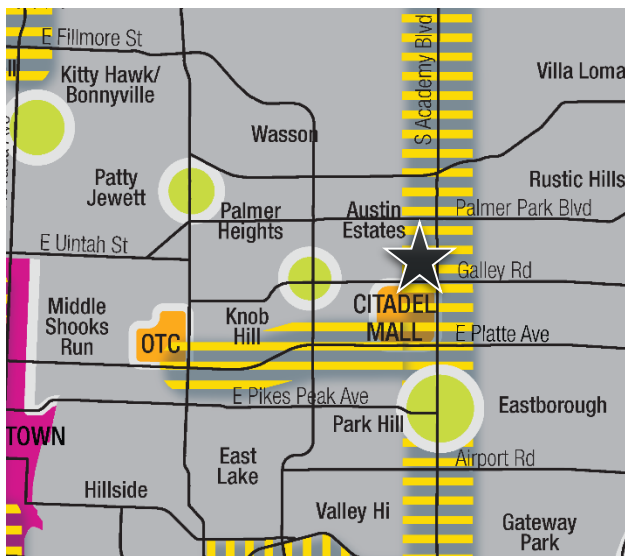 E Fillmore St
Kitty Hawk/
Bonnyville
S Academy Blvd
Villa Loma
Wasson
Patty
Jewett
Rustic Hills
Palmer
Heights
Austin
Estates
Palmer Park Blvd
E Uintah St
Galley Rd
Middle
Shooks
Run
OTC
Knob
Hill
CITADEL
MALL
E Platte Ave
E Pikes Peak Ave
Park Hill
Eastborough
TOWN
East
Lake
Airport Rd
Hillside
Valley Hi
Gateway
Park